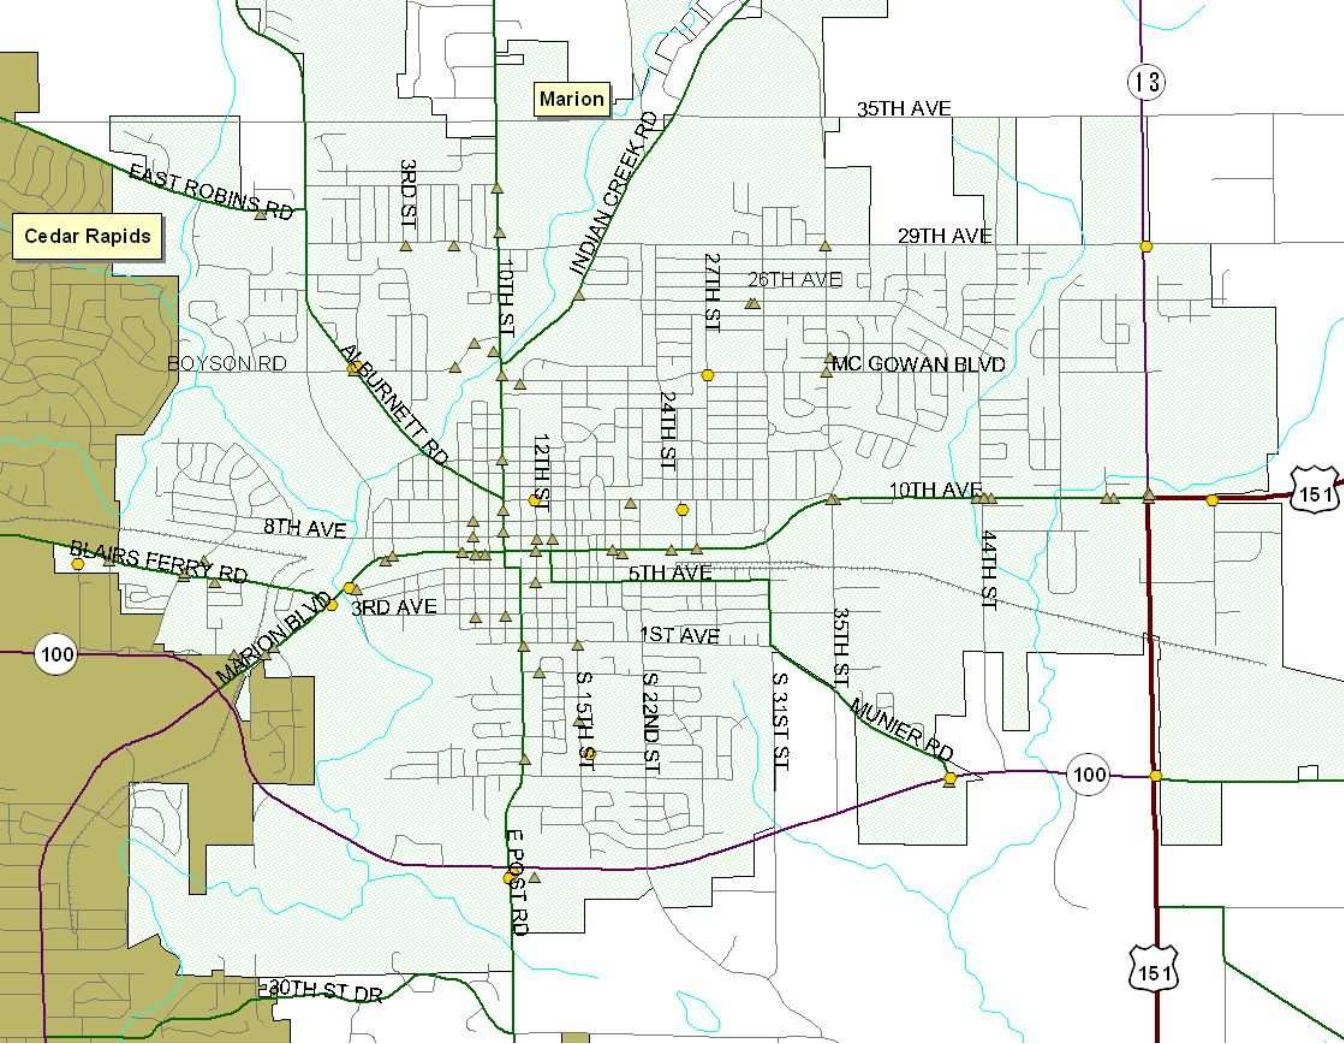 13
Marion
35TH AVE
EAST ROBINS RD
3RD ST
INDIAN CREEK RD
Cedar Rapids
29TH AVE
10TH ST
27TH ST
26TH AVE
BOYSON RD
ALBURNETT RD
MC GOWAN BLVD
24TH ST
12TH ST
10TH AVE
151
8TH AVE
BLAIRS FERRY RD
5TH AVE
44TH ST
3RD AVE
MARION BLVD
1ST AVE
35TH ST
100
S 15TH ST
S 22ND ST
S 31ST ST
MUNIER RD
100
E POST RD
151
30TH ST DR